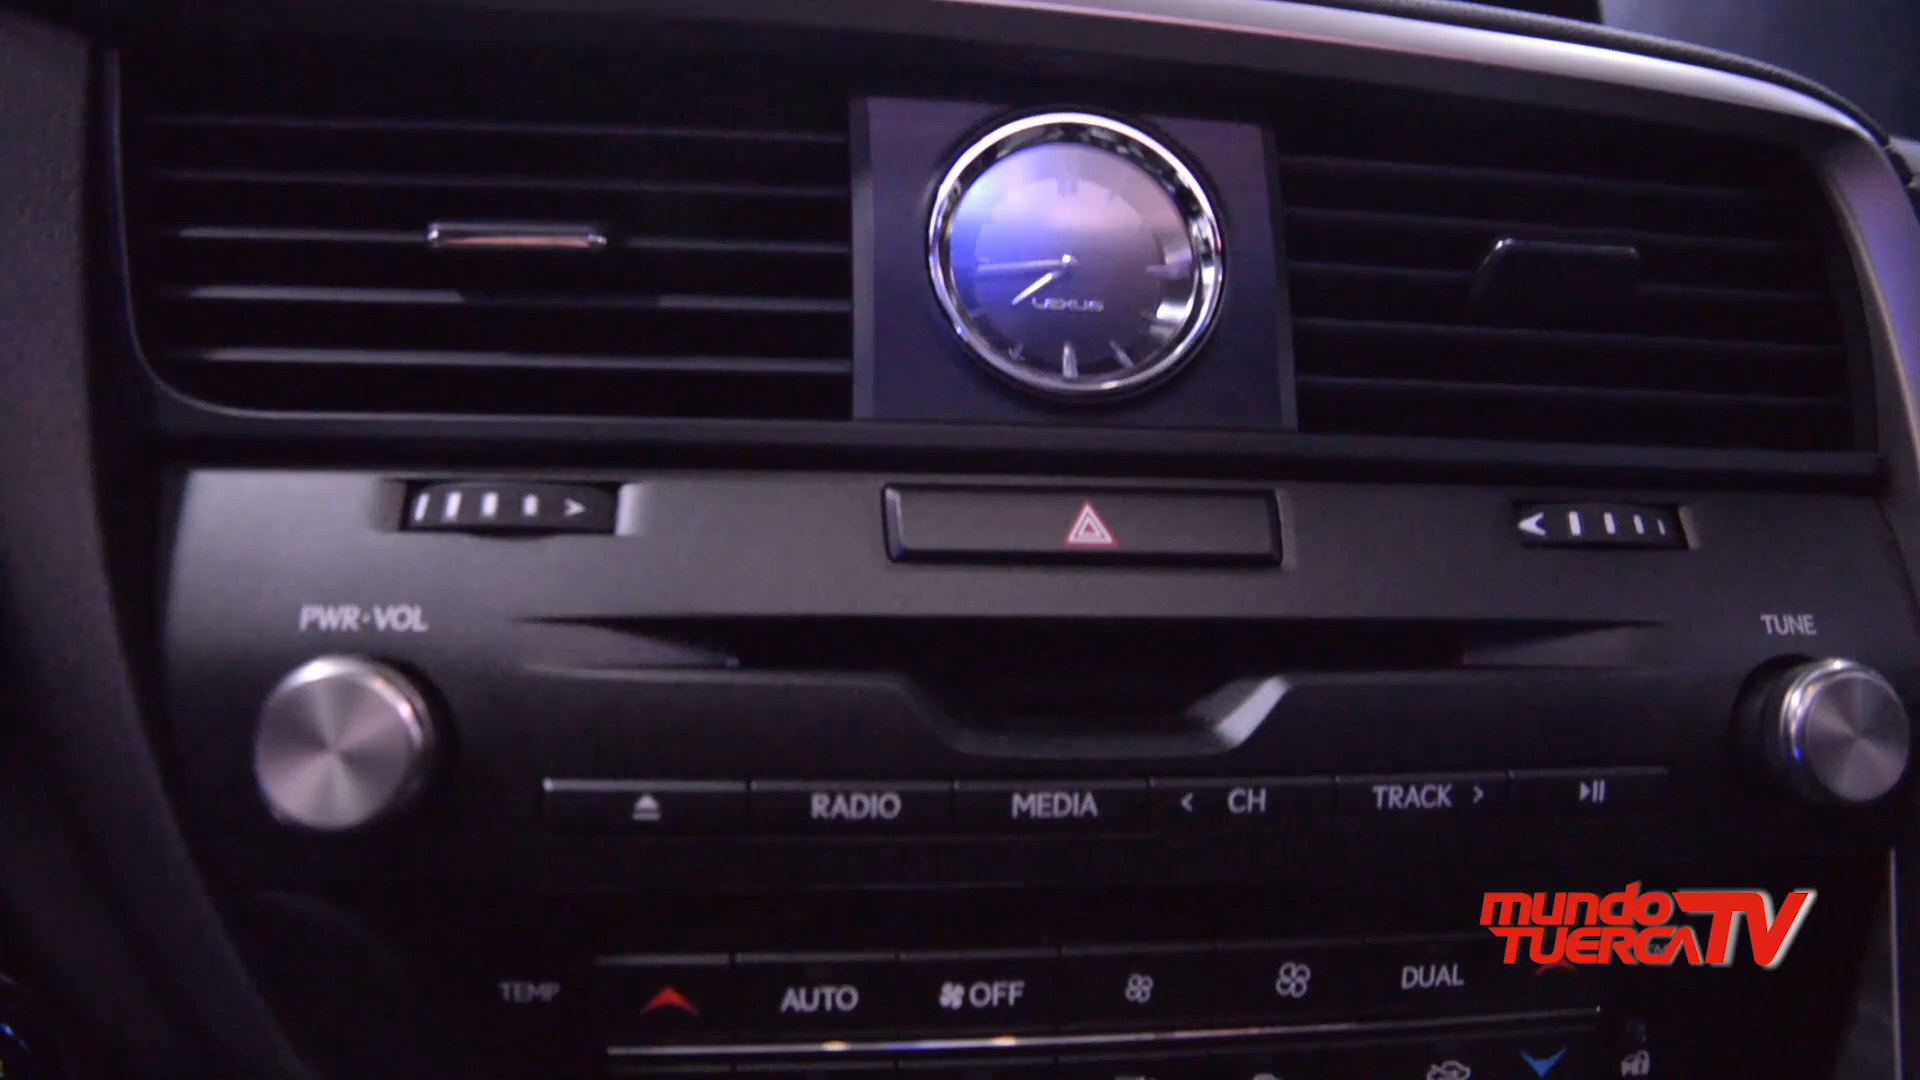 LEXUS
PWR·VOL
TUNE
RADIO
MEDIA
CH
TRACK
mundo
TUERCA TV
TEMP
AUTO
OFF
DUAL